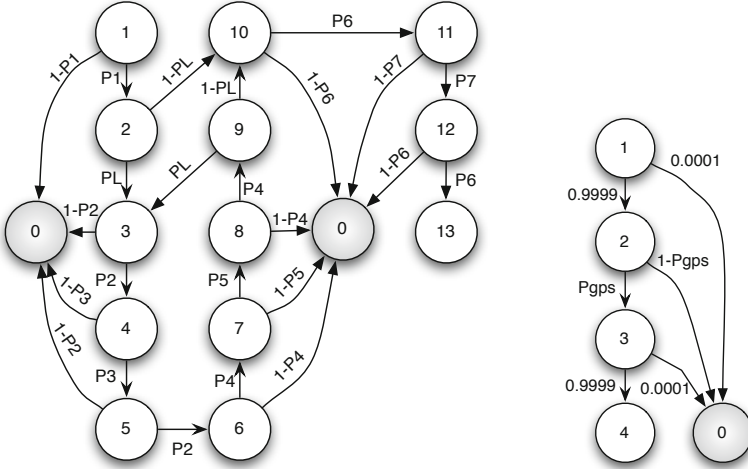 1
10
P6
11
1-P1
P1
1-PL
1-P6
1-P7
P7
1-PL
2
9
12
PL
PL
P4
1-P6
P6
0
1-P2
3
8
1-P4
0
13
P2
P5
1-P3
1-P5
4
7
1-P2
P3
P4
1-P4
5
P2
6
1
0.0001
0.9999
2
1-Pgps
Pgps
3
0.9999
0.0001
4
0